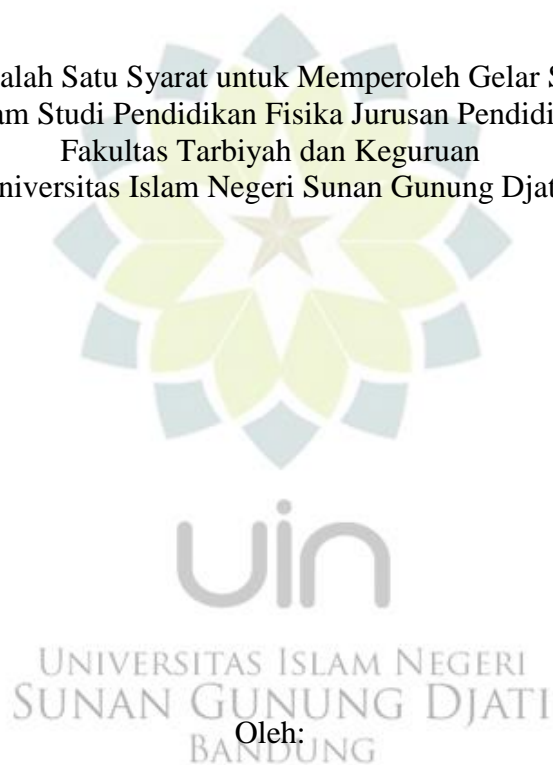 alah Satu Syarat untuk Memperoleh Gelar S
am Studi Pendidikan Fisika Jurusan Pendidi
Fakultas Tarbiyah dan Keguruan
niversitas Islam Negeri Sunan Gunung Djat
uin
UNIVERSITAS ISLAM NEGERI
SUNAN GUNUNG DJATI
Oleh:
BANDUNG